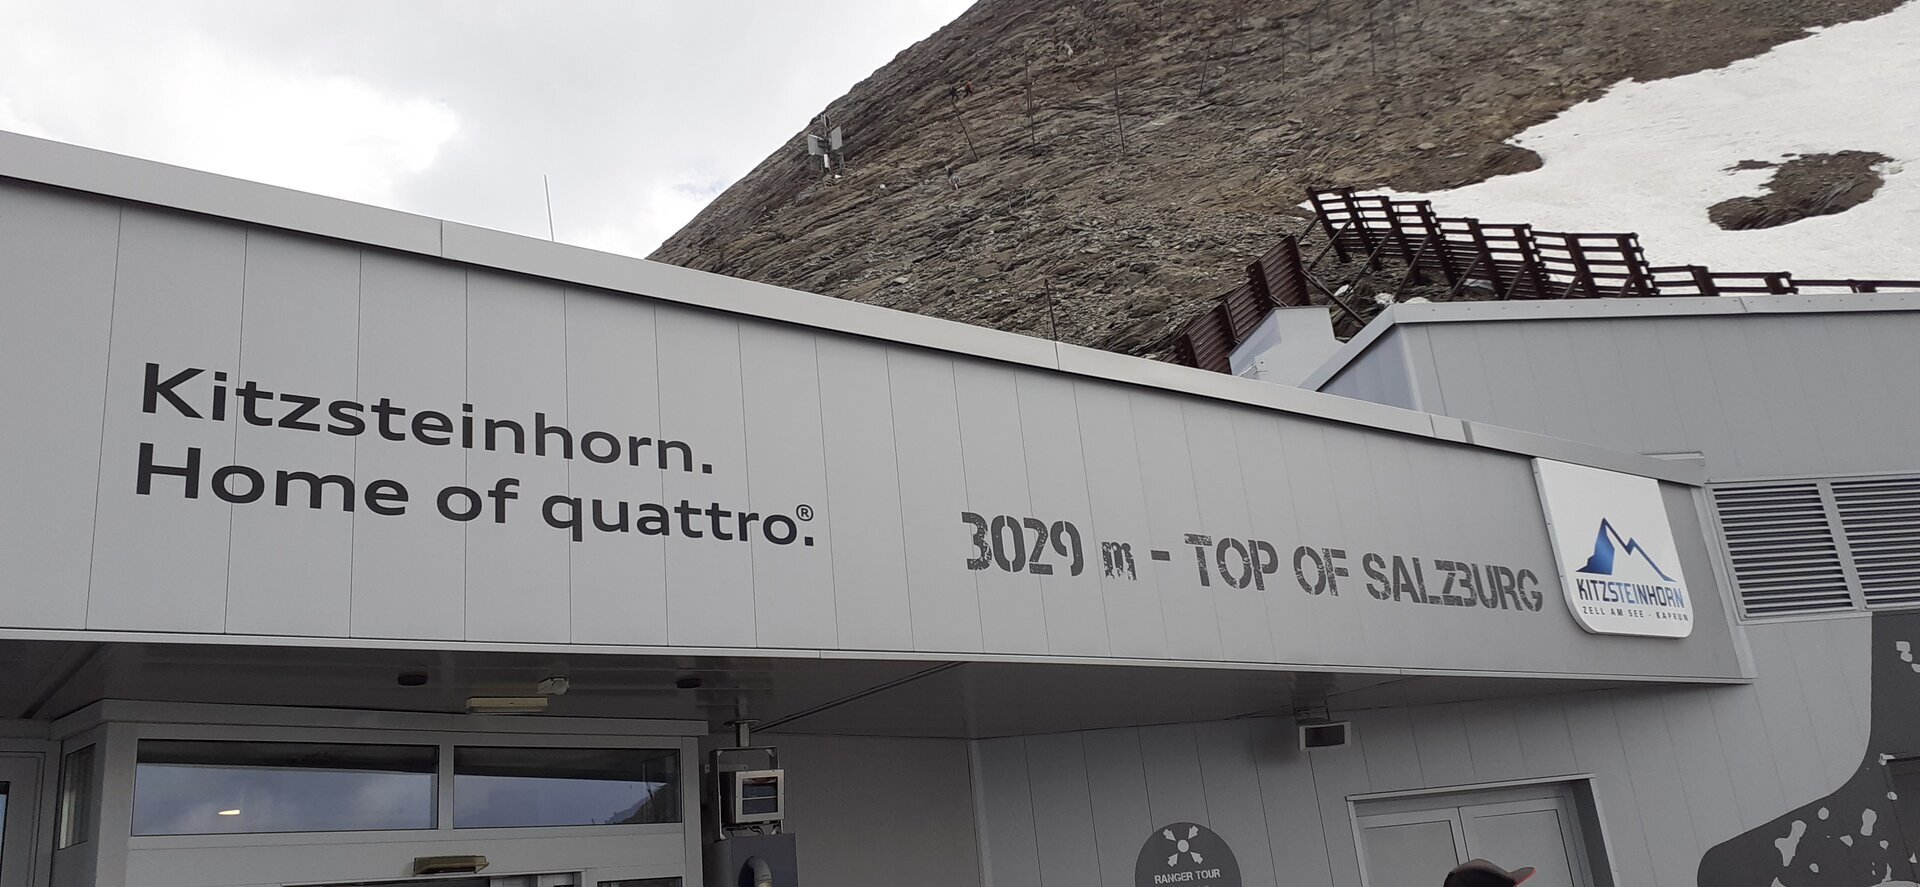 Kitzsteinhorn.
Home of quattro®.
3029 m - TOP OF SALZBURG
KITZSTEINHORN
ZELL AM SEE - KAPRUN
RANGER TOUR